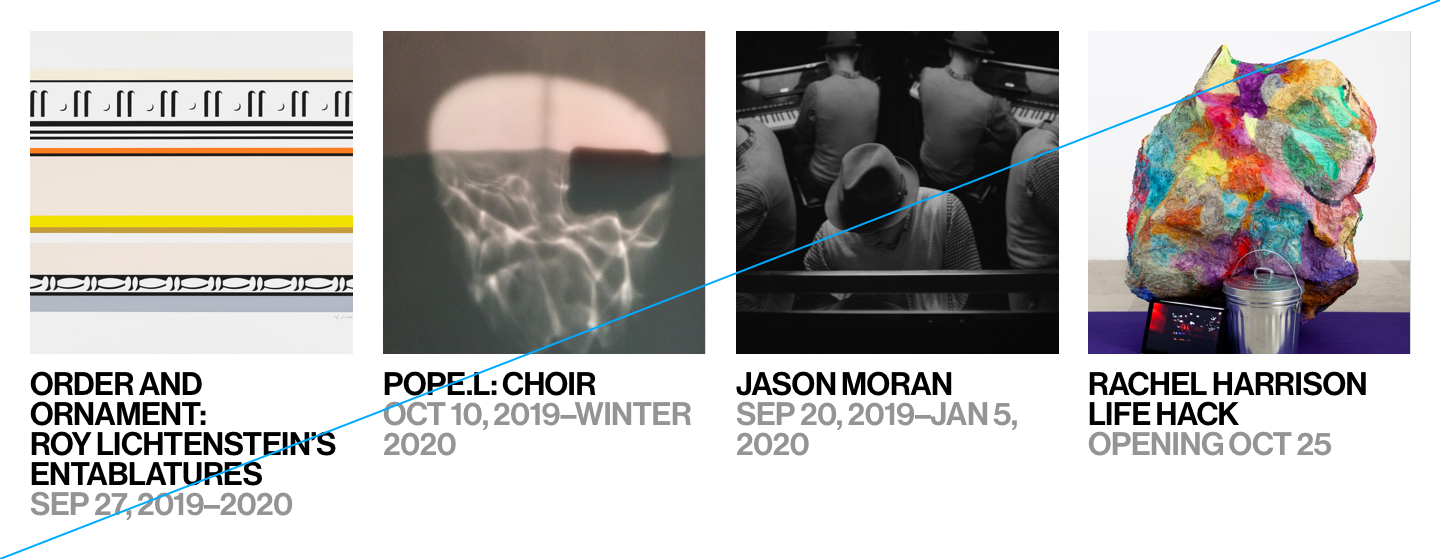 ORDER AND
ORNAMENT:
ROY LICHTENSTEIN'S
ENTABLATURES
SEP 27, 2019–2020
POPE.L: CHOIR
OCT 10, 2019–WINTER
2020
JASON MORAN
SEP 20, 2019–JAN 5,
2020
RACHEL HARRISON
LIFE HACK
OPENING OCT 25